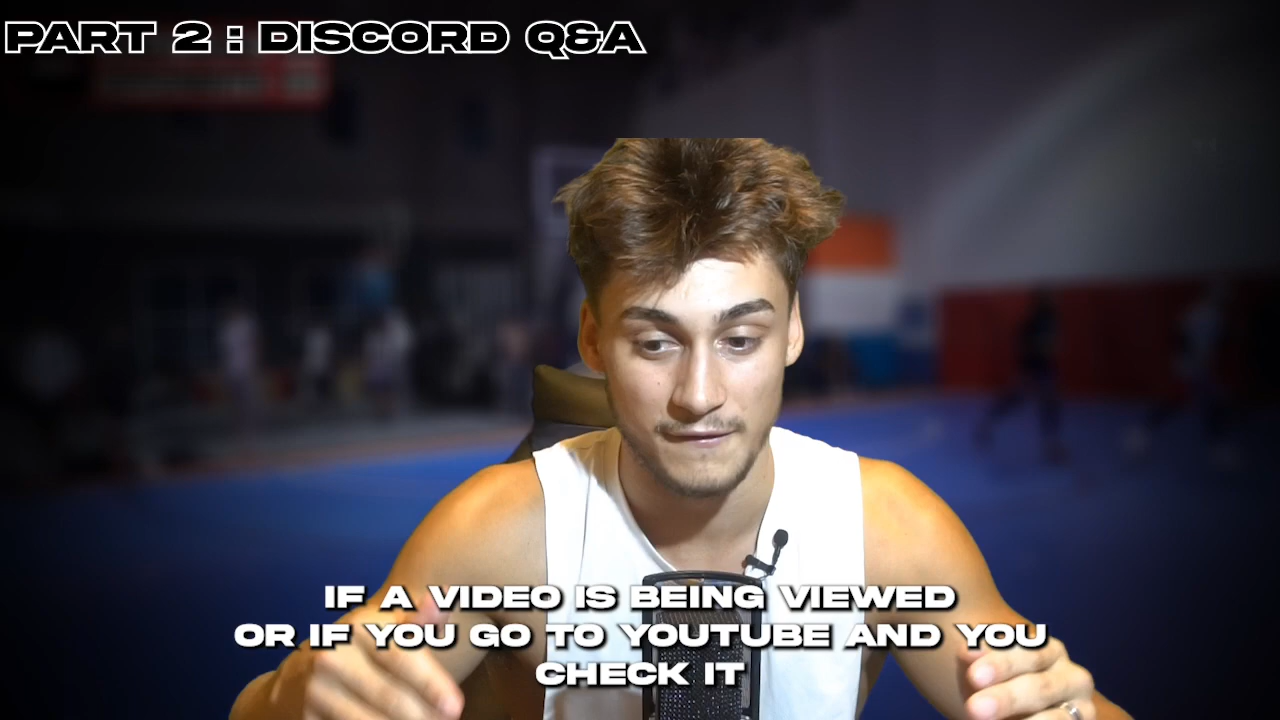 PART 2 : DISCORD Q&A
IF A VIDEO IS BEING VIEWED
OR IF YOU GO TO YOUTUBE AND YOU
CHECK IT